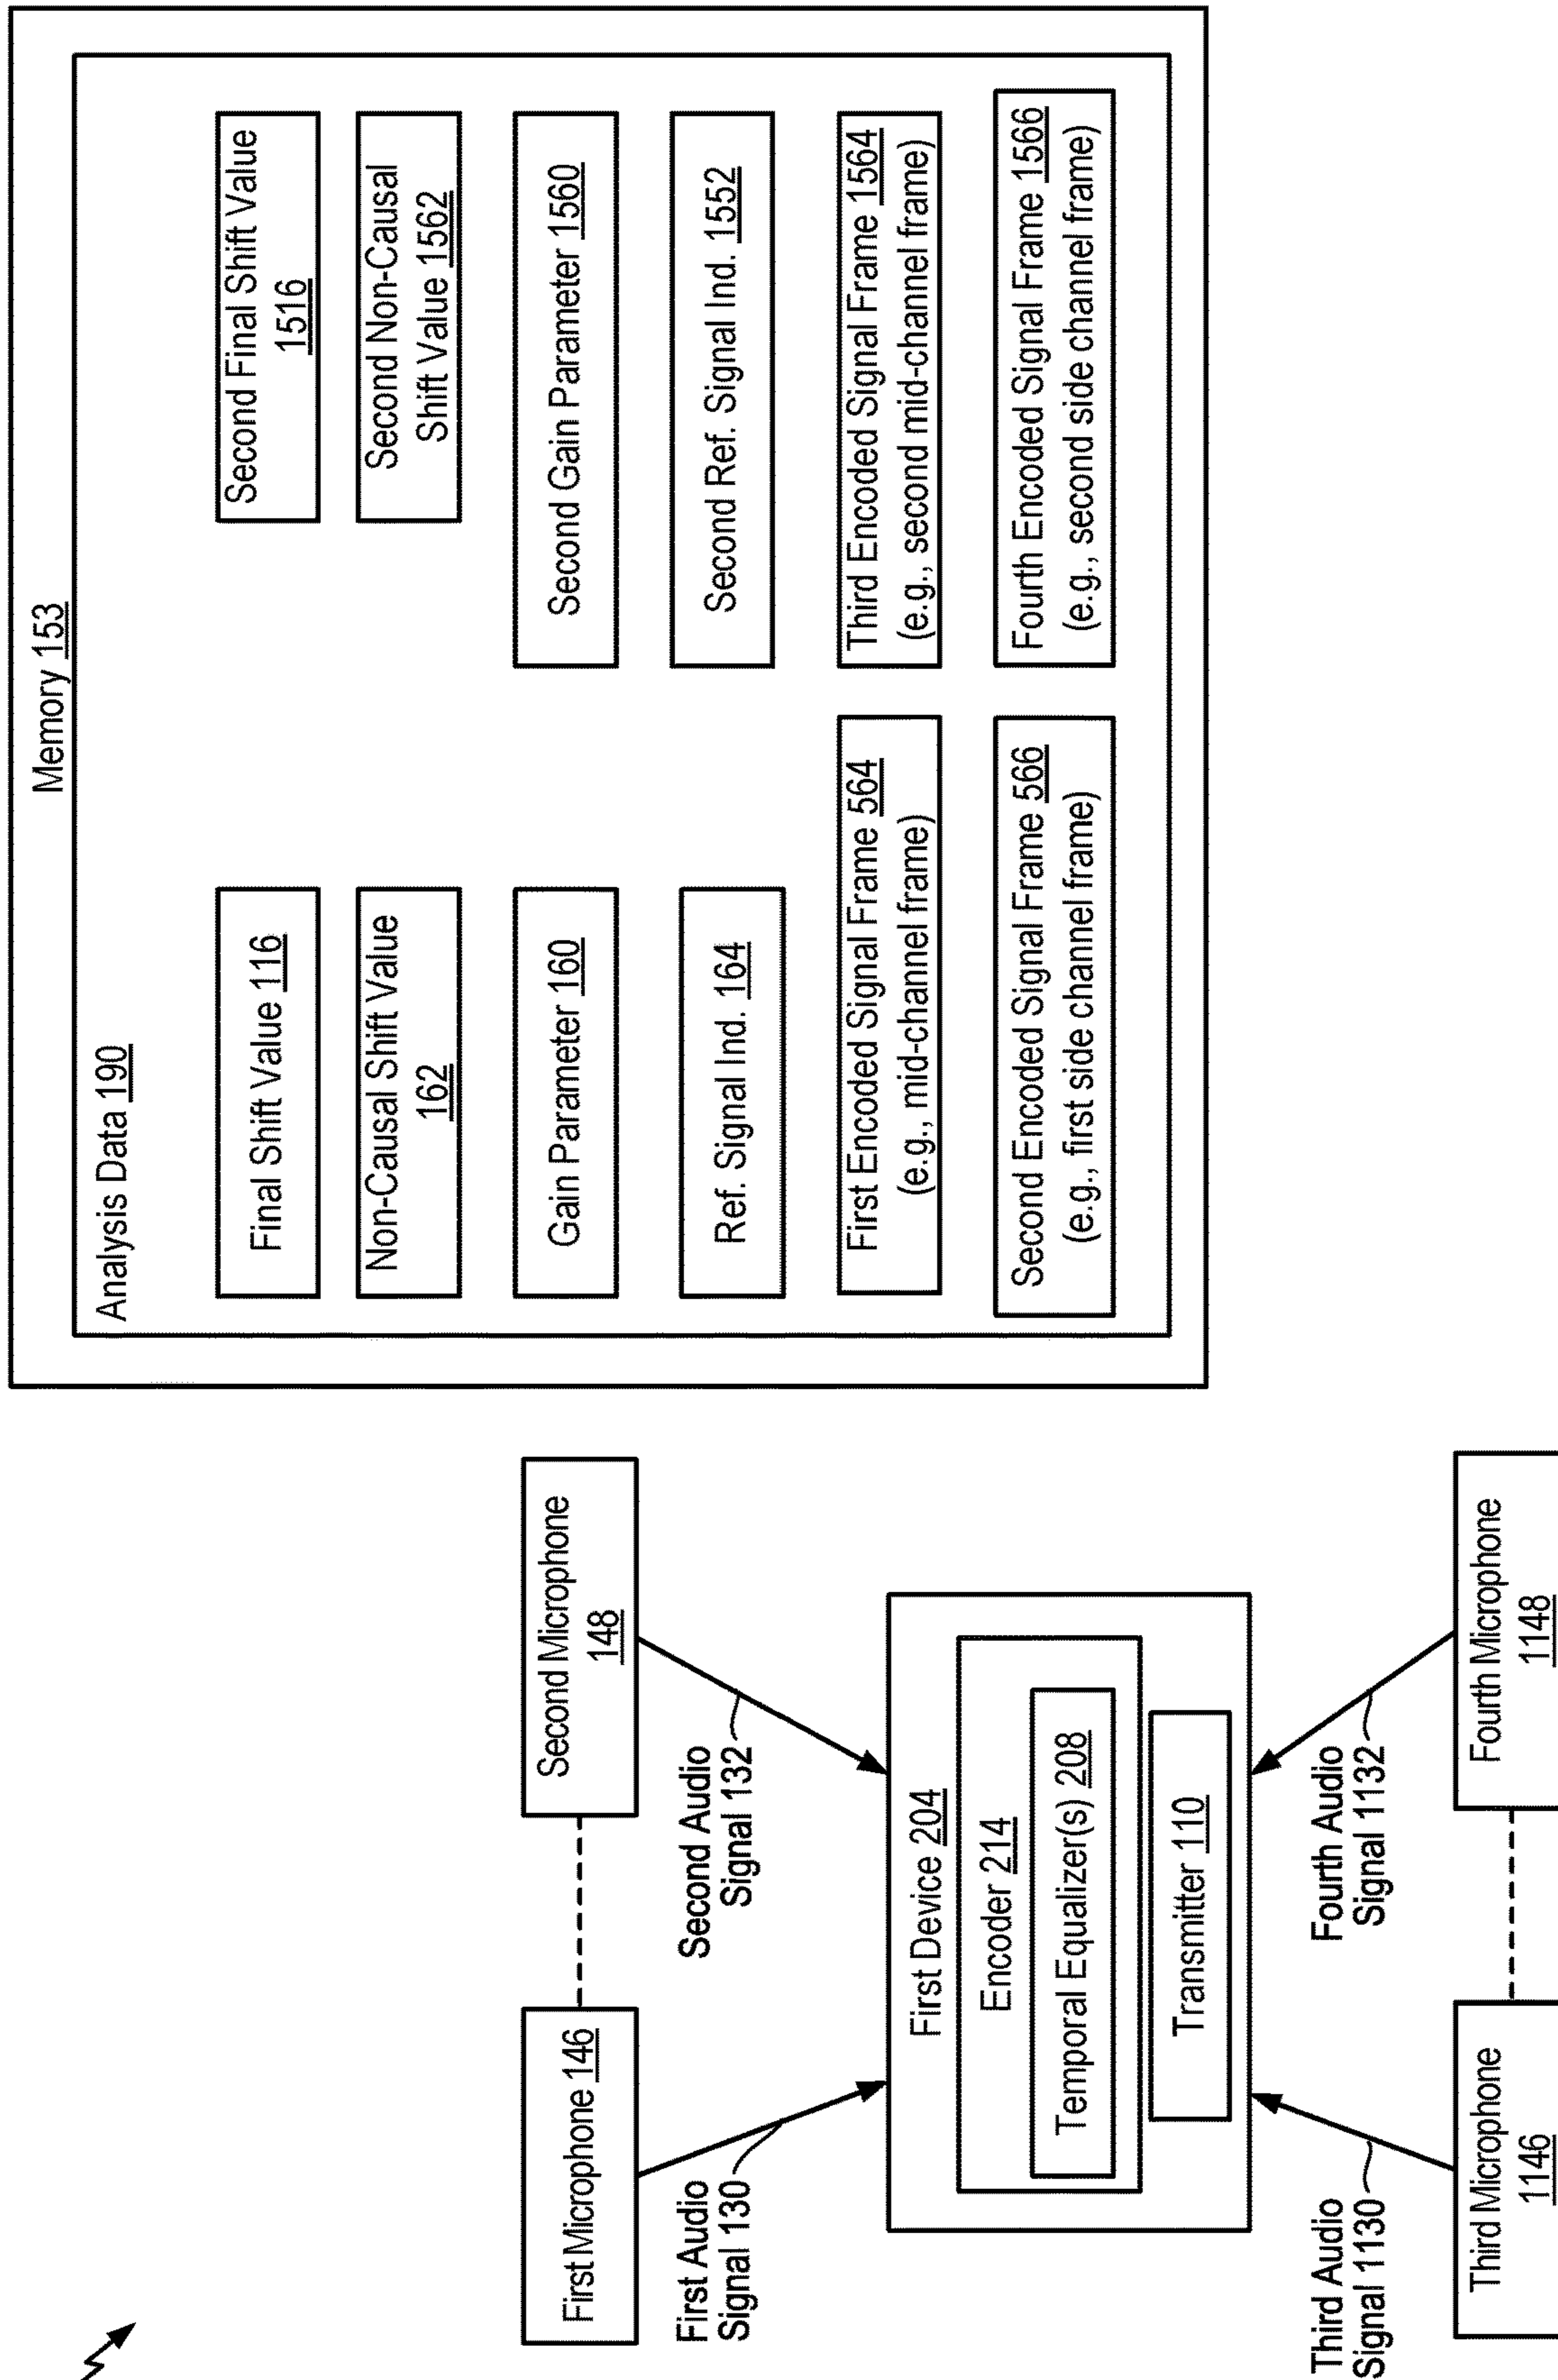 First Microphone 146
Second Microphone
148
First Audio
Signal 130
Second Audio
Signal 132
First Device 204
Encoder 214
Temporal Equalizer(s) 208
Transmitter 110
Third Audio
Signal 1130
Fourth Audio
Signal 1132
Third Microphone
1146
Fourth Microphone
1148
Memory 153
Analysis Data 190
Final Shift Value 116
Second Final Shift Value
1516
Non-Causal Shift Value
162
Second Non-Causal
Shift Value 1562
Gain Parameter 160
Second Gain Parameter 1560
Ref. Signal Ind. 164
Second Ref. Signal Ind. 1552
First Encoded Signal Frame 564
(e.g., mid-channel frame)
Third Encoded Signal Frame 1564
(e.g., second mid-channel frame)
Second Encoded Signal Frame 566
(e.g., first side channel frame)
Fourth Encoded Signal Frame 1566
(e.g., second side channel frame)